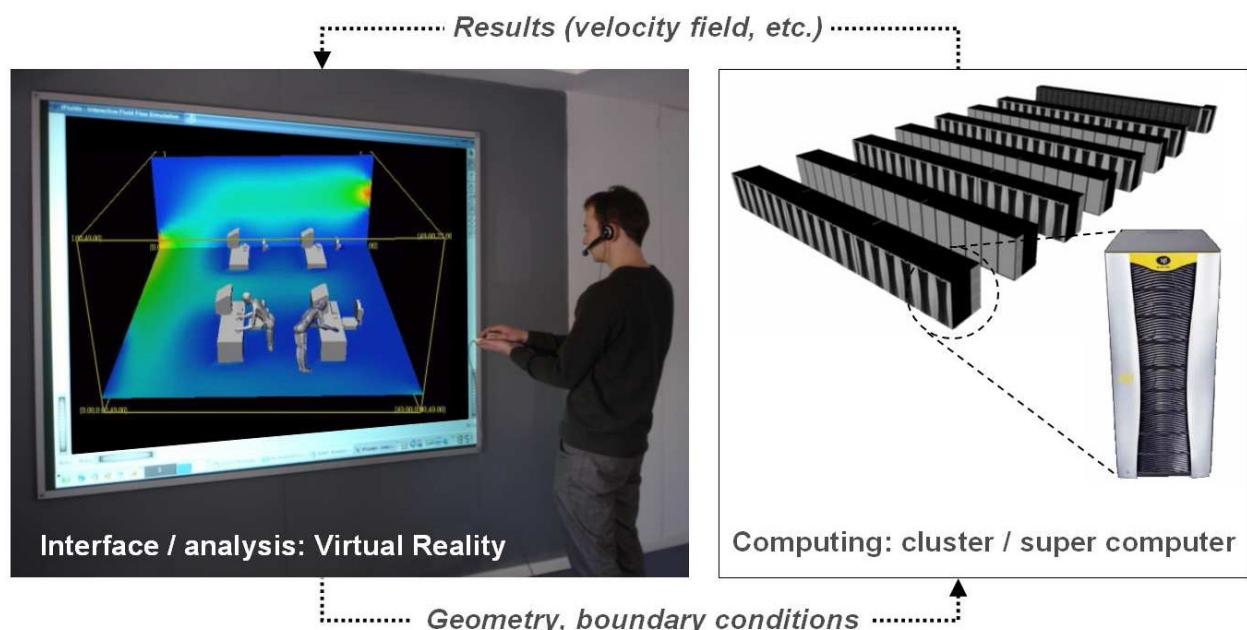 Results (velocity field, etc.)
Interface / analysis: Virtual Reality
Computing: cluster / super computer
Geometry, boundary conditions